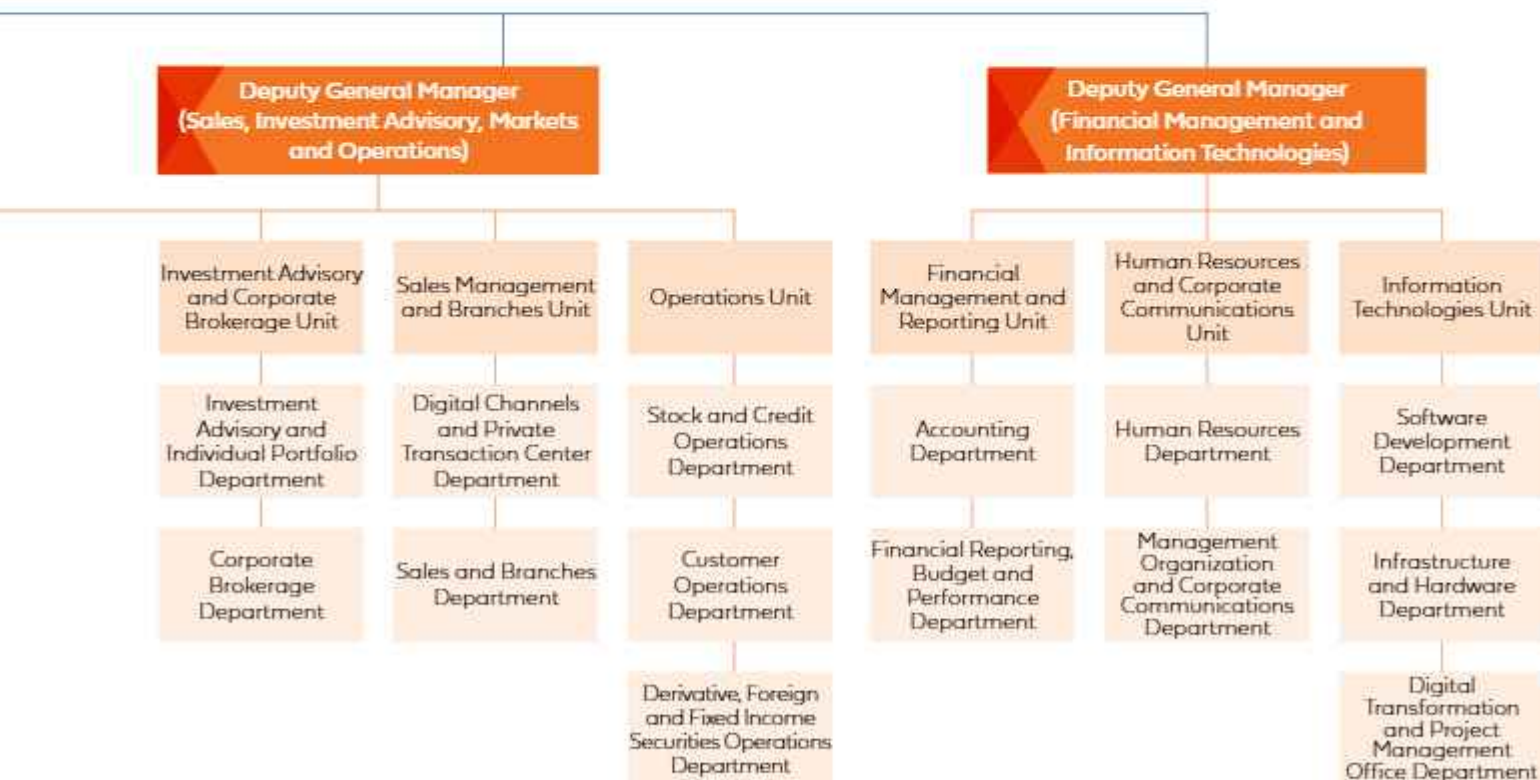 Deputy General Manager
(Sales, Investment Advisory, Markets
and Operations)
Deputy General Manager
(Financial Management and
Information Technologies)
Investment Advisory
and Corporate
Brokerage Unit
Sales Management
and Branches Unit
Operations Unit
Financial
Management and
Reporting Unit
Human Resources
and Corporate
Communications
Unit
Information
Technologies Unit
Investment
Advisory and
Individual Portfolio
Department
Digital Channels
and Private
Transaction Center
Department
Stock and Credit
Operations
Department
Accounting
Department
Human Resources
Department
Software
Development
Department
Corporate
Brokerage
Department
Sales and Branches
Department
Customer
Operations
Department
Financial Reporting,
Budget and
Performance
Department
Management
Organization
and Corporate
Communications
Department
Infrastructure
and Hardware
Department
Derivative, Foreign
and Fixed Income
Securities Operations
Department
Digital
Transformation
and Project
Management
Office Department